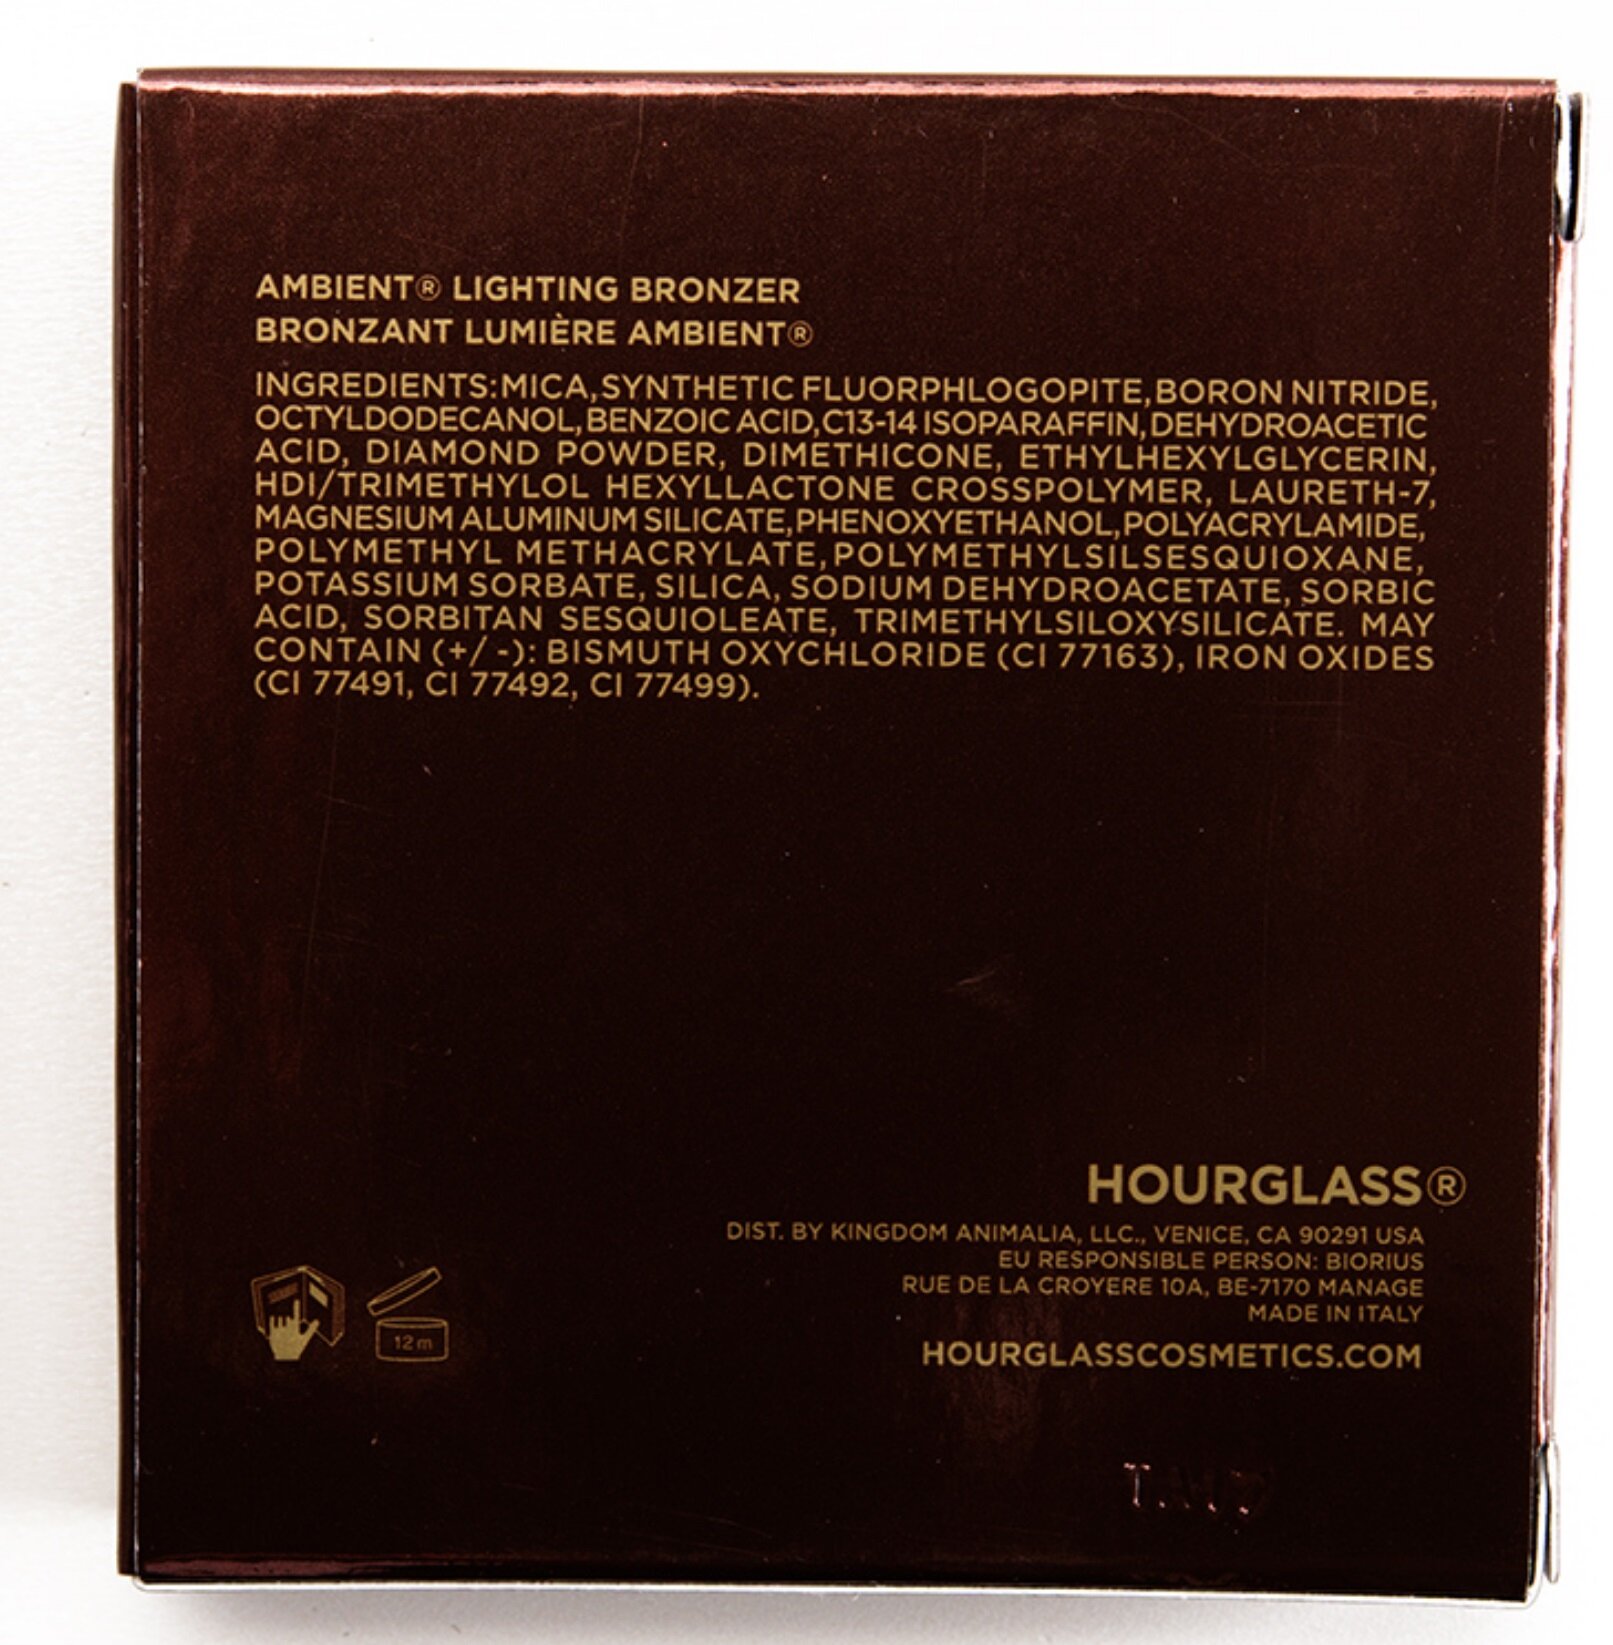 AMBIENT® LIGHTING BRONZER
BRONZANT LUMIÈRE AMBIENT®
INGREDIENTS: MICA, SYNTHETIC FLUORPHLOGOPITE, BORON NITRIDE,
OCTYLDODECANOL, BENZOIC ACID, C13-14 ISOPARAFFIN, DEHYDROACETIC
ACID, DIAMOND POWDER, DIMETHICONE, ETHYLHEXYLGLYCERIN,
HDI/TRIMETHYLOL HEXYLLACTONE CROSSPOLYMER, LAURETH-7,
MAGNESIUM ALUMINUM SILICATE, PHENOXYETHANOL, POLYACRYLAMIDE,
POLYMETHYL METHACRYLATE, POLYMETHYLSILSESQUIOXANE,
POTASSIUM SORBATE, SILICA, SODIUM DEHYDROACETATE, SORBIC
ACID, SORBITAN SESQUIOLEATE, TRIMETHYLSILOXYSILICATE. MAY
CONTAIN (+/ -): BISMUTH OXYCHLORIDE (CI 77163), IRON OXIDES
(CI 77491, CI 77492, CI 77499).
HOURGLASS®
DIST. BY KINGDOM ANIMALIA, LLC., VENICE, CA 90291 USA
EU RESPONSIBLE PERSON: BIORIUS
RUE DE LA CROYERE 10A, BE-7170 MANAGE
MADE IN ITALY
HOURGLASSCOSMETICS.COM
12 m